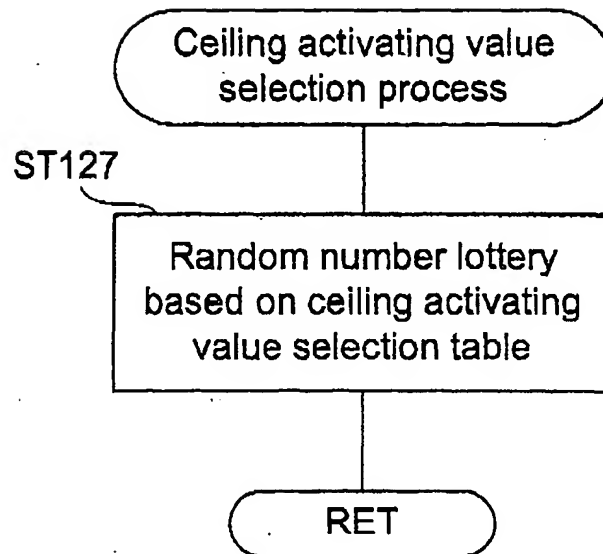 Ceiling activating value
selection process
ST127
Random number lottery
based on ceiling activating
value selection table
RET